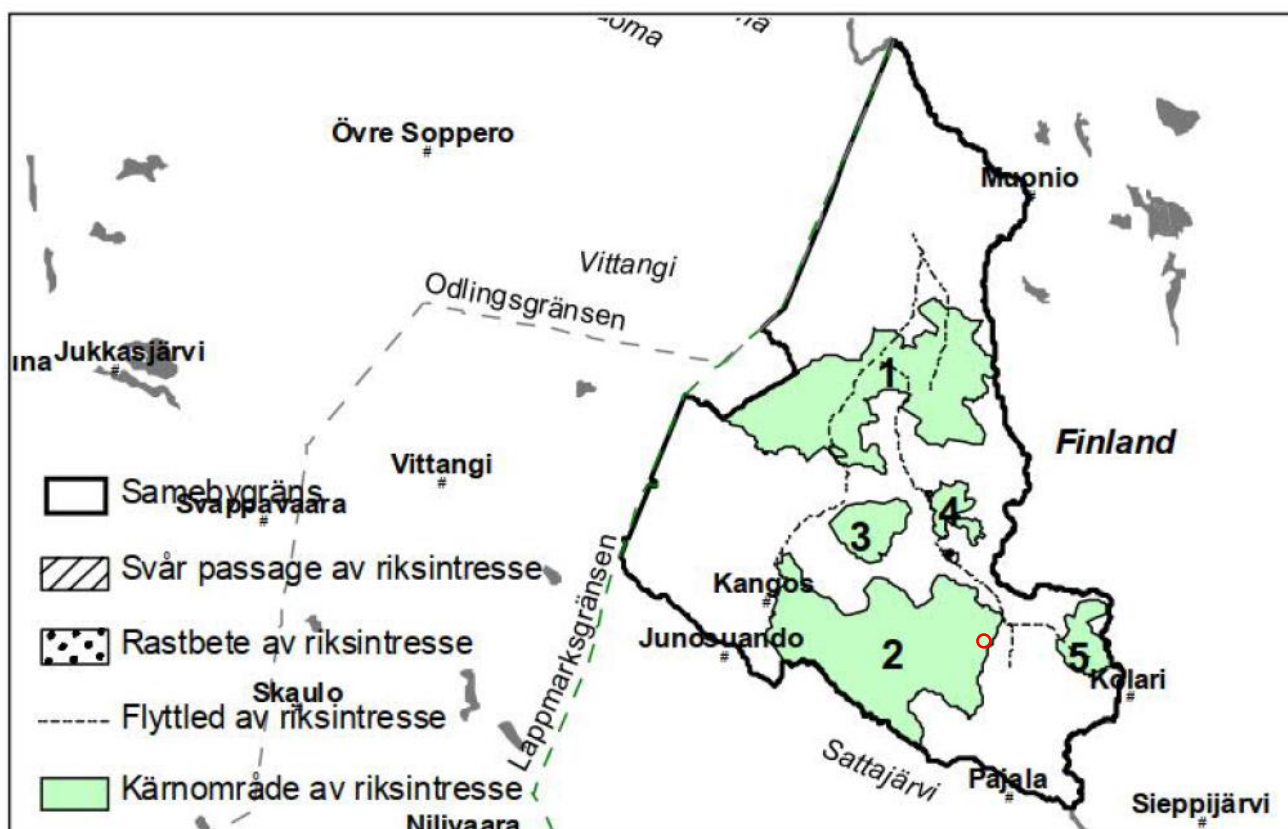 Övre Soppero
Muonio
Vittangi
Odlingsgränsen
Jukkasjärvi
1
Finland
Vittangi
Samebygräns
Svappavaara
4
3
Svår passage av riksintresse
Kangos
Lappmarksgränsen
Junosuando
Rastbete av riksintresse
2
5
Kolari
Skaulo
Flyttled av riksintresse
Sattajärvi
Pajala
Kärnområde av riksintresse
Sieppijärvi
Nilivaara